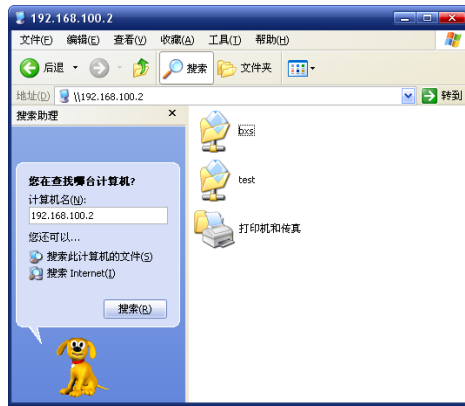 192.168.100.2
文件(F) 编辑(E) 查看(V) 收藏(A) 工具(T) 帮助(H)
后退 搜索 文件夹
地址(D) \\192.168.100.2 转到
搜索助理
您在查找哪台计算机?
计算机名(N):
192.168.100.2
您还可以...
搜索此计算机的文件(S)
搜索 Internet(I)
搜索(R)
bxs
test
打印机和传真